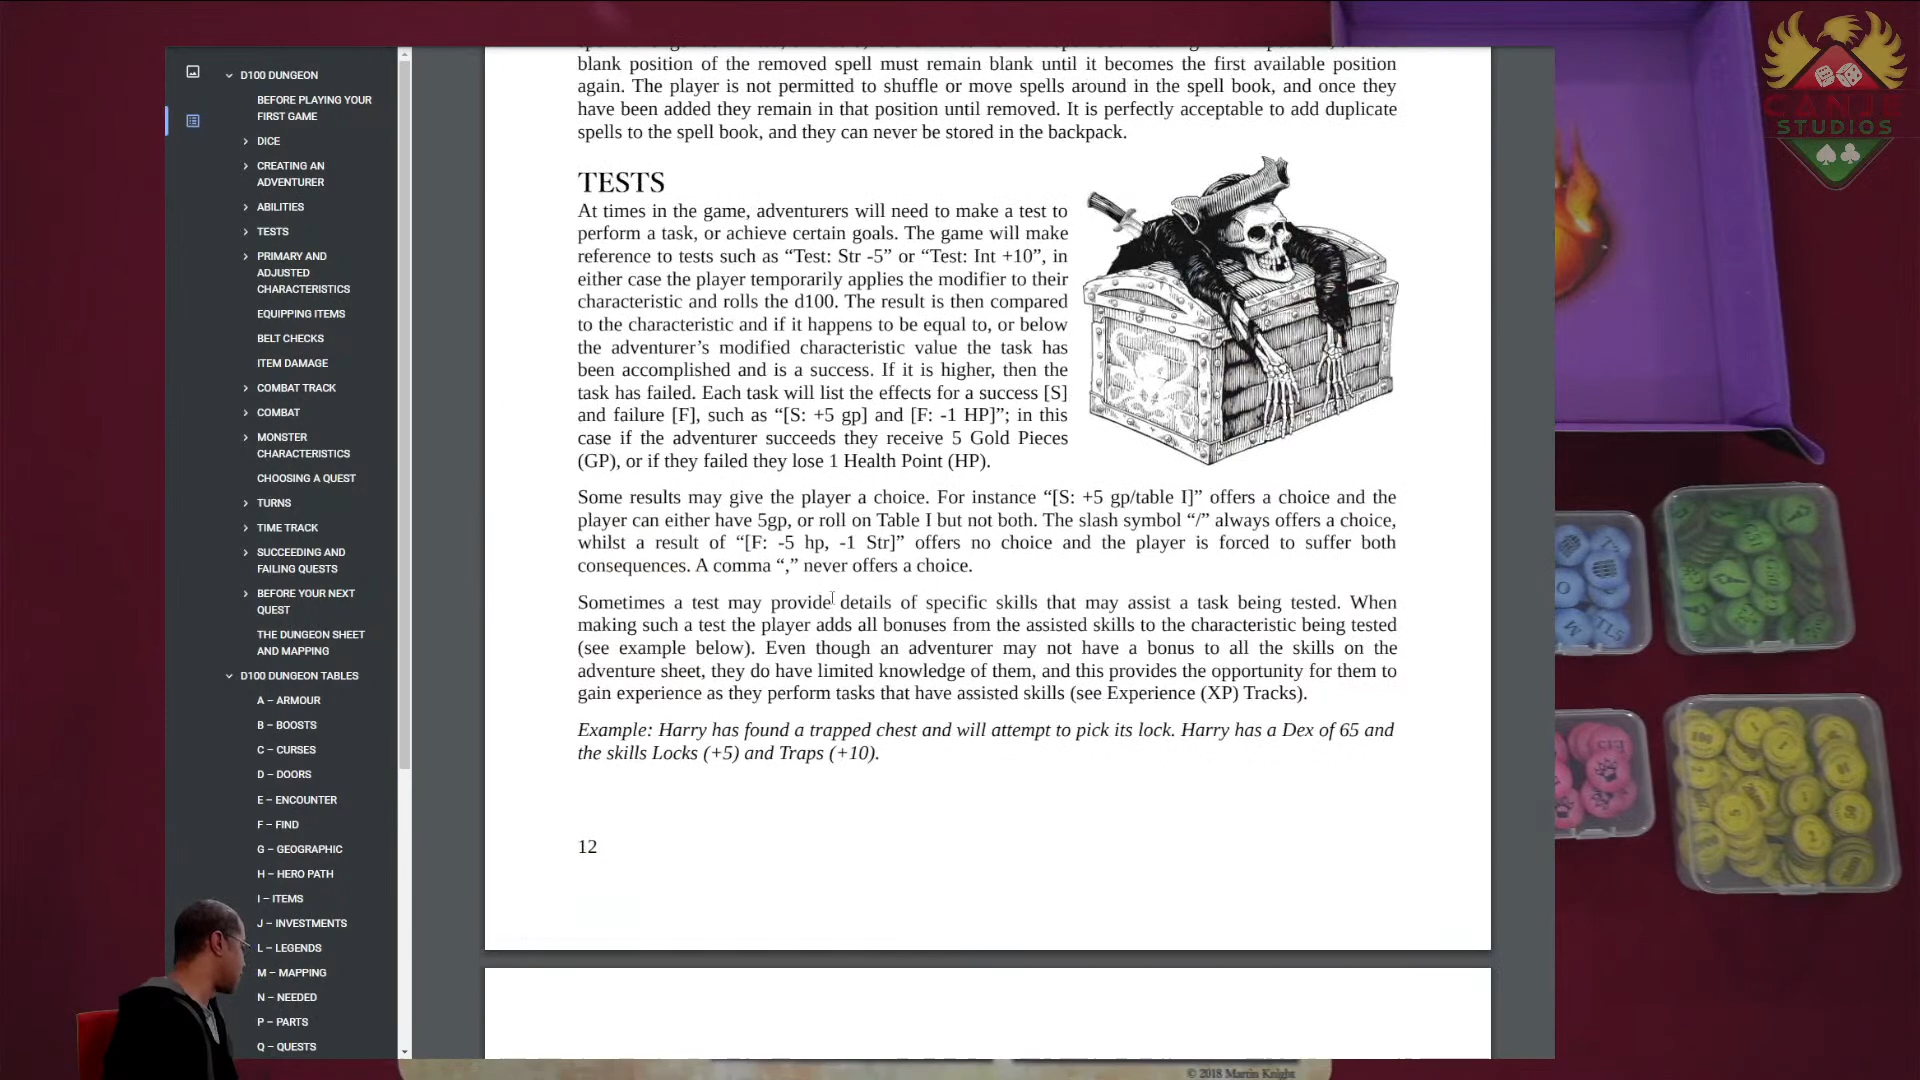 D100 DUNGEON
BEFORE PLAYING YOUR
FIRST GAME
DICE
CREATING AN
ADVENTURER
ABILITIES
TESTS
PRIMARY AND
ADJUSTED
CHARACTERISTICS
EQUIPPING ITEMS
BELT CHECKS
ITEM DAMAGE
COMBAT TRACK
COMBAT
MONSTER
CHARACTERISTICS
CHOOSING A QUEST
TURNS
TIME TRACK
SUCCEEDING AND
FAILING QUESTS
BEFORE YOUR NEXT
QUEST
THE DUNGEON SHEET
AND MAPPING
D100 DUNGEON TABLES
A – ARMOUR
B – BOOSTS
C – CURSES
D – DOORS
E – ENCOUNTER
F – FIND
G – GEOGRAPHIC
H – HERO PATH
I – ITEMS
J – INVESTMENTS
L – LEGENDS
M – MAPPING
N – NEEDED
P – PARTS
Q – QUESTS
blank position of the removed spell must remain blank until it becomes the first available position
again. The player is not permitted to shuffle or move spells around in the spell book, and once they
have been added they remain in that position until removed. It is perfectly acceptable to add duplicate
spells to the spell book, and they can never be stored in the backpack.
TESTS
At times in the game, adventurers will need to make a test to
perform a task, or achieve certain goals. The game will make
reference to tests such as “Test: Str -5” or “Test: Int +10”, in
either case the player temporarily applies the modifier to their
characteristic and rolls the d100. The result is then compared
to the characteristic and if it happens to be equal to, or below
the adventurer’s modified characteristic value the task has
been accomplished and is a success. If it is higher, then the
task has failed. Each task will list the effects for a success [S]
and failure [F], such as “[S: +5 gp] and [F: -1 HP]”; in this
case if the adventurer succeeds they receive 5 Gold Pieces
(GP), or if they failed they lose 1 Health Point (HP).
Some results may give the player a choice. For instance “[S: +5 gp/table I]” offers a choice and the
player can either have 5gp, or roll on Table I but not both. The slash symbol “/” always offers a choice,
whilst a result of “[F: -5 hp, -1 Str]” offers no choice and the player is forced to suffer both
consequences. A comma “,” never offers a choice.
Sometimes a test may provide details of specific skills that may assist a task being tested. When
making such a test the player adds all bonuses from the assisted skills to the characteristic being tested
(see example below). Even though an adventurer may not have a bonus to all the skills on the
adventure sheet, they do have limited knowledge of them, and this provides the opportunity for them to
gain experience as they perform tasks that have assisted skills (see Experience (XP) Tracks).
Example: Harry has found a trapped chest and will attempt to pick its lock. Harry has a Dex of 65 and
the skills Locks (+5) and Traps (+10).
12
CANJE
STUDIOS
© 2018 Martin Knight